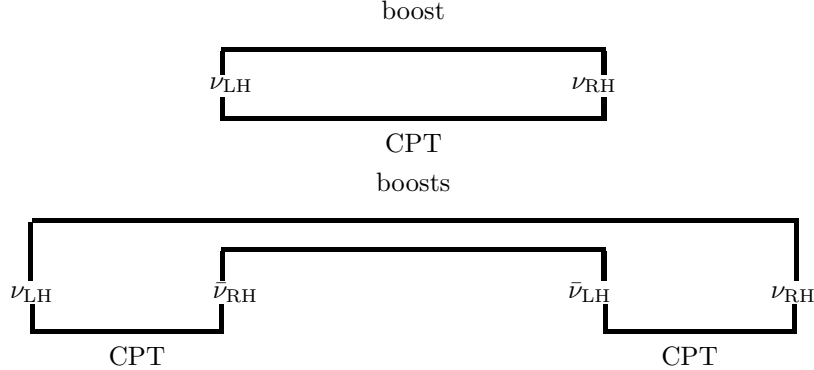 boost
ν_LH ν_RH
CPT
boosts
ν_LH ν̄_RH ν̄_LH ν_RH
CPT CPT